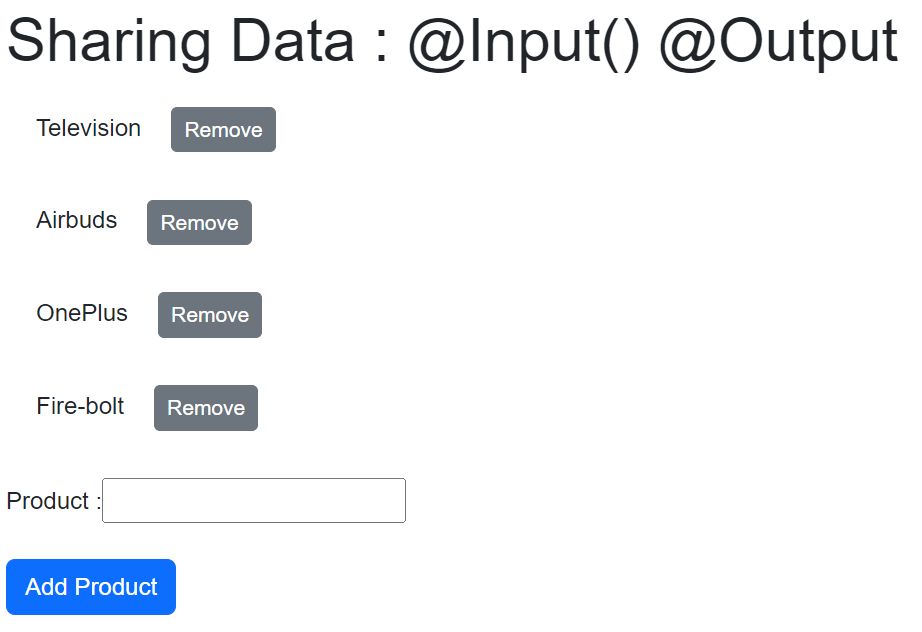 Sharing Data : @Input() @Output
Television Remove
Airbuds Remove
OnePlus Remove
Fire-bolt Remove
Product :
Add Product